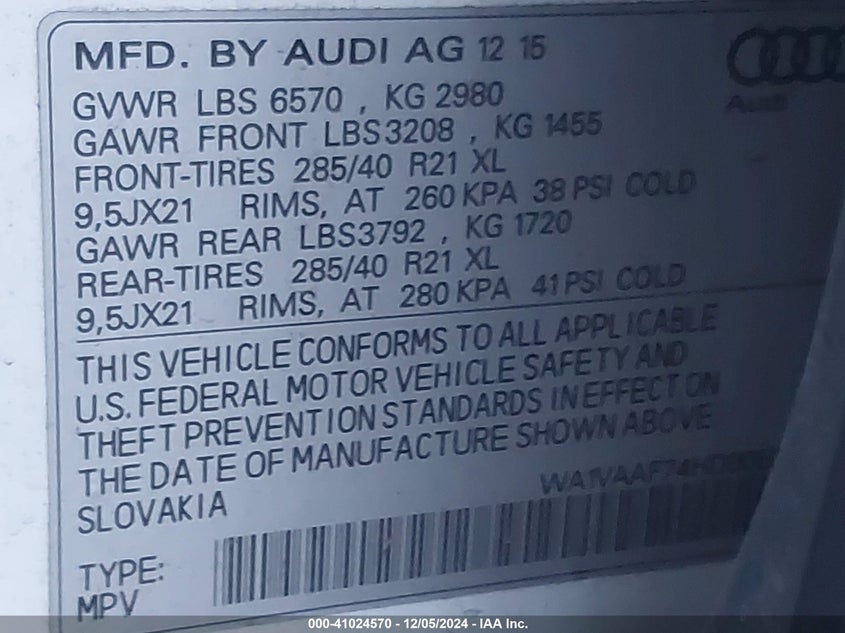 MFD. BY AUDI AG 12 15
Audi
GVWR LBS 6570 , KG 2980
GAWR FRONT LBS3208 , KG 1455
FRONT-TIRES 285/40 R21 XL
9,5JX21 RIMS, AT 260 KPA 38 PSI COLD
GAWR REAR LBS3792 , KG 1720
REAR-TIRES 285/40 R21 XL
9,5JX21 RIMS, AT 280 KPA 41 PSI COLD
THIS VEHICLE CONFORMS TO ALL APPLICABLE
U.S. FEDERAL MOTOR VEHICLE SAFETY AND
THEFT PREVENTION STANDARDS IN EFFECT ON
THE DATE OF MANUFACTURE SHOWN ABOVE
SLOVAKIA
TYPE:
MPV
000-41024570 - 12/05/2024 - IAA Inc.